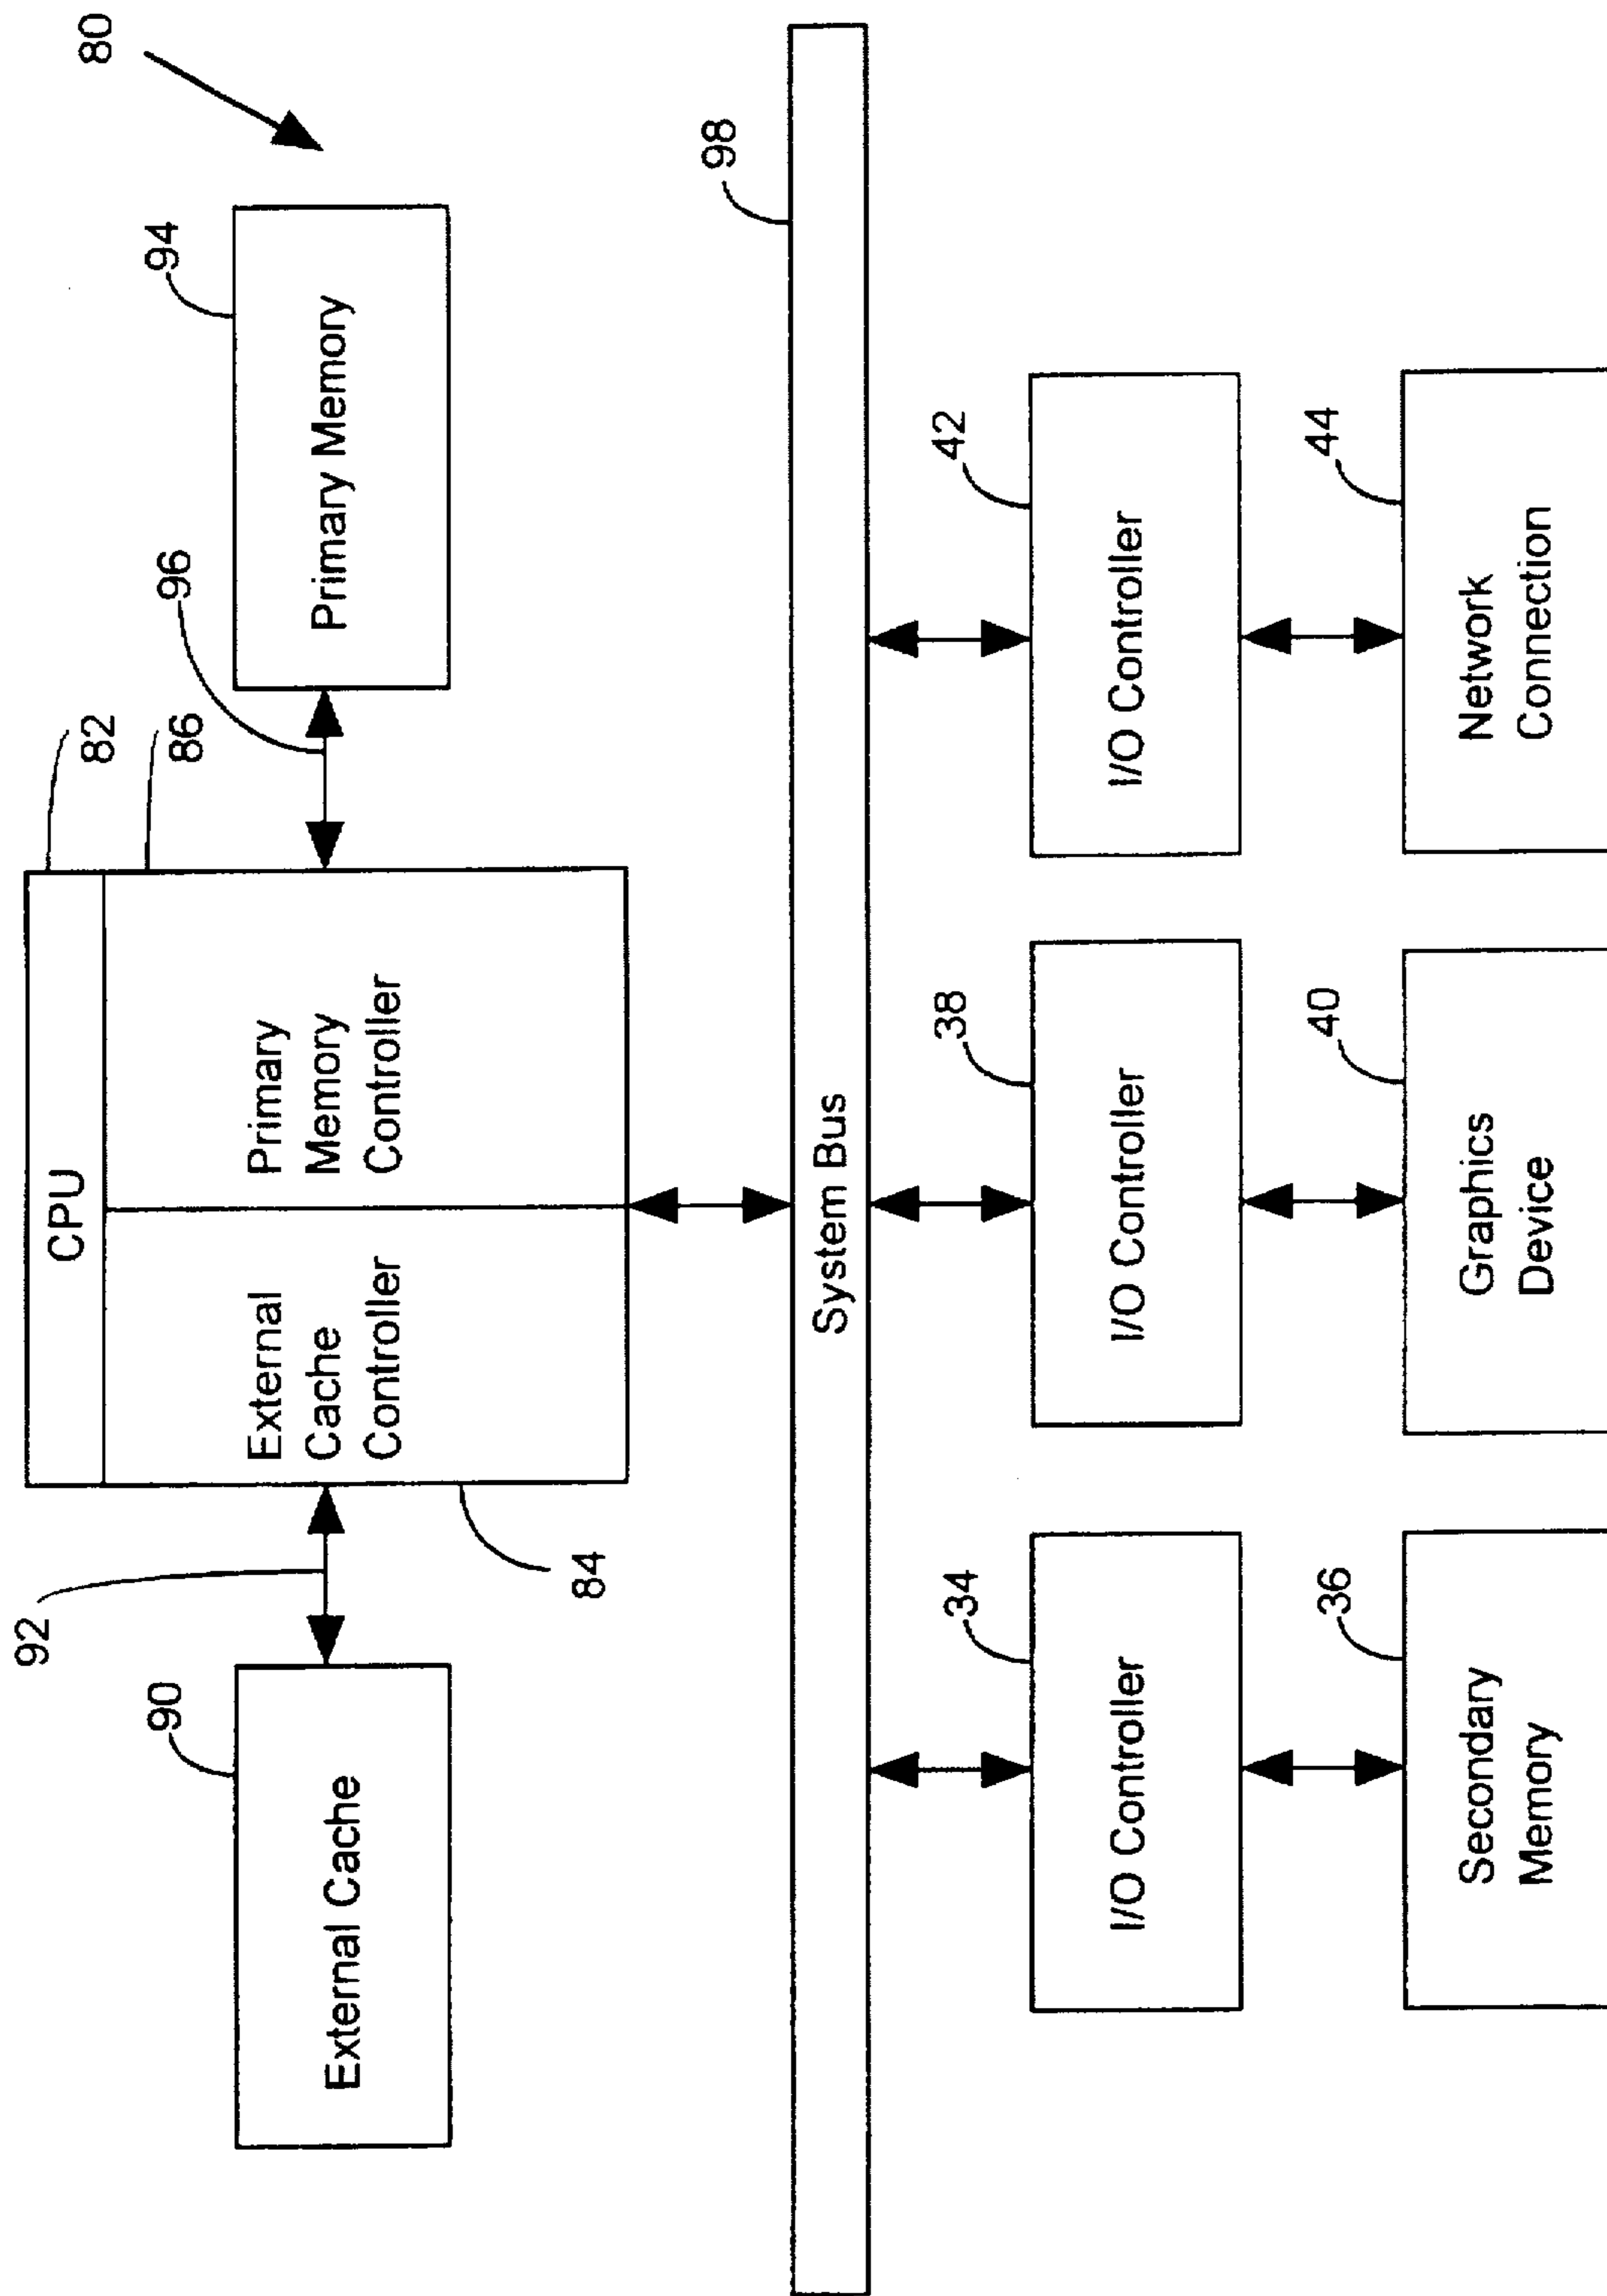 80
82
CPU
86
94
90
92
96
External Cache
External
Cache
Controller
Primary
Memory
Controller
Primary Memory
84
98
System Bus
34
38
42
I/O Controller
I/O Controller
I/O Controller
36
40
44
Secondary
Memory
Graphics
Device
Network
Connection